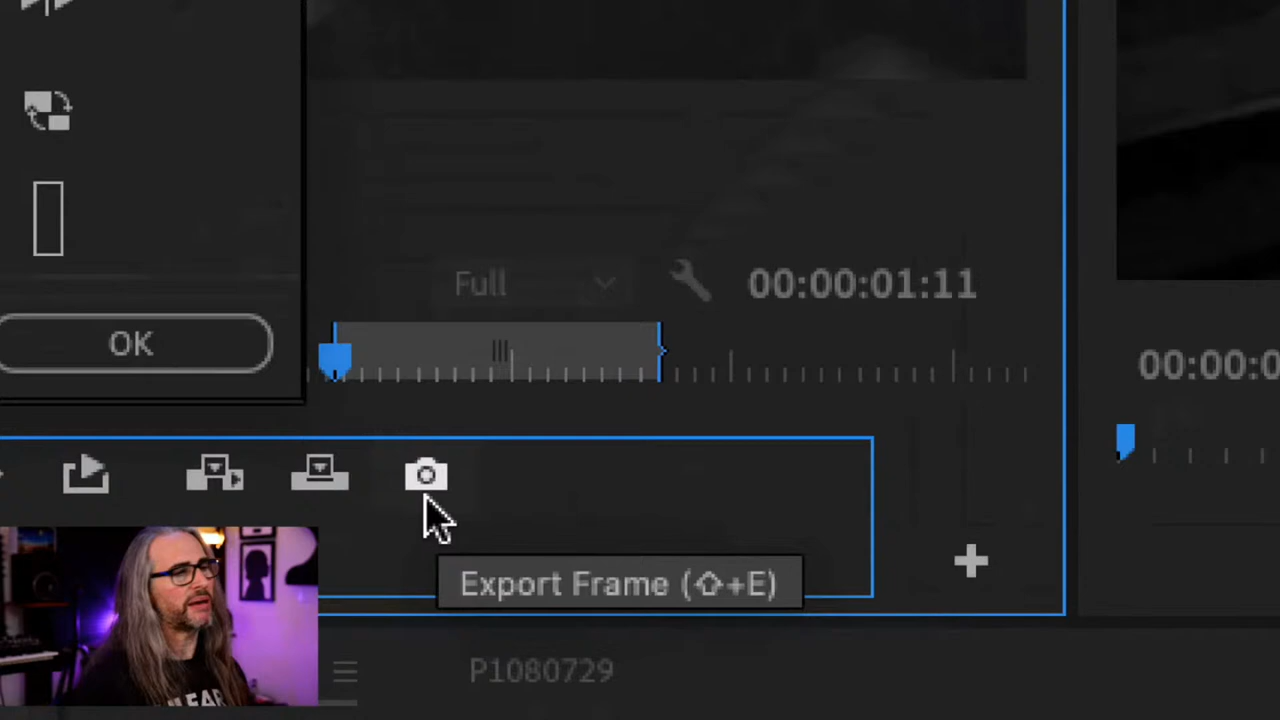 Full
00:00:01:11
OK
00:00:0
Export Frame (⇧+E)
P1080729